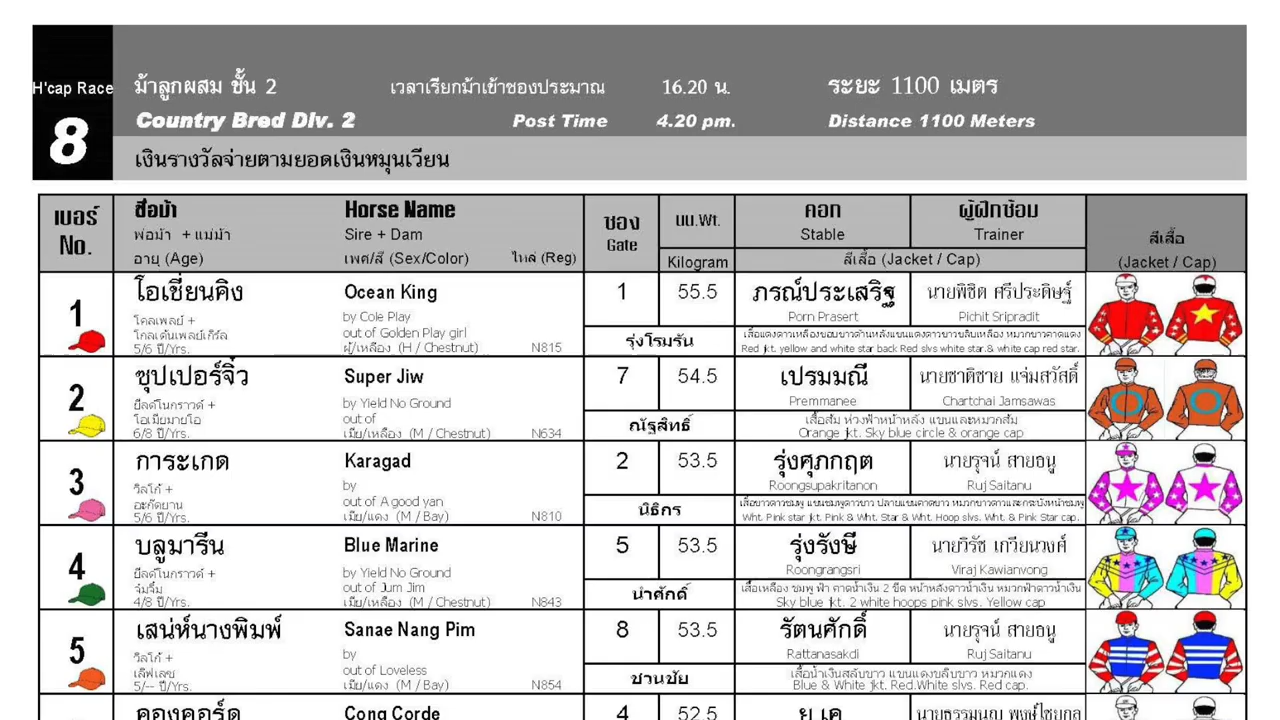 H'cap Race ม้าลูกผสม ชั้น 2 เวลาเรียกม้าเข้าซองประมาณ 16.20 น. ระยะ 1100 เมตร
8 Country Bred Div. 2 Post Time 4.20 pm. Distance 1100 Meters
เงินรางวัลจ่ายตามยอดเงินหมุนเวียน
เบอร์ ชื่อม้า Horse Name ซอง นน.Wt. คอก ผู้ฝึกซ้อม สีเสื้อ
No. พ่อม้า + แม่ม้า Sire + Dam Gate Stable Trainer
อายุ (Age) เพศ/สี (Sex/Color) ไหล่ (Reg) Kilogram สีเสื้อ (Jacket / Cap) (Jacket / Cap)
1 โอเชี่ยนคิง Ocean King 1 55.5 ภรณ์ประเสริฐ นายพิชิต ศรีประดิษฐ์
โคลเพลย์ + by Cole Play Porn Prasert Pichit Sripradit
โกลเด้นเพลย์เกิร์ล out of Golden Play girl รุ่งโรมรัน เสื้อแดงดาวเหลืองขอบขาวด้านหลังแขนแดงดาวขาวขลิบเหลือง หมวกขาวคาดแดง
5/6 ปี/Yrs. ผู้/เหลือง (H / Chestnut) N815 Red jkt. yellow and white star back Red slvs white star.& white cap red star.
2 ซุปเปอร์จิ๋ว Super Jiw 7 54.5 เปรมมณี นายชาติชาย แจ่มสวัสดิ์
ยีลด์โนกราวด์ + by Yield No Ground Premmanee Chartchai Jamsawas
โอเมียมายโอ out of ณัฐสิทธิ์ เสื้อส้ม ห่วงฟ้าหน้าหลัง แขนและหมวกส้ม
6/8 ปี/Yrs. เมีย/เหลือง (M / Chestnut) N634 Orange jkt. Sky blue circle & orange cap
3 การะเกด Karagad 2 53.5 รุ่งศุภกฤต นายรุจน์ สายธนู
วิลโก้ + by Roongsupakritanon Ruj Saitanu
อะกู๊ดยาน out of A good yan นิธิกร เสื้อขาวดาวชมพู แขนชมพูดาวขาว ปลายแขนคาดขาว หมวกขาวดาวและกระบังหน้าชมพู
5/6 ปี/Yrs. เมีย/แดง (M / Bay) N810 Wht. Pink star jkt. Pink & Wht. Star & Wht. Hoop slvs. Wht. & Pink Star cap.
4 บลูมารีน Blue Marine 5 53.5 รุ่งรังษี นายวิรัช เกวียนวงศ์
ยีลด์โนกราวด์ + by Yield No Ground Roongrangsri Viraj Kawianvong
จั่มจิ้ม out of Jum Jim นำศักดิ์ เสื้อเหลือง ชมพู ฟ้า คาดน้ำเงิน 2 ขีด หน้าหลังดาวน้ำเงิน หมวกฟ้าดาวน้ำเงิน
4/8 ปี/Yrs. เมีย/เหลือง (M / Chestnut) N843 Sky blue jkt. 2 white hoops pink slvs. Yellow cap
5 เสน่ห์นางพิมพ์ Sanae Nang Pim 8 53.5 รัตนศักดิ์ นายรุจน์ สายธนู
วิลโก้ + by Rattanasakdi Ruj Saitanu
เลิฟเลซ out of Loveless ชานชัย เสื้อน้ำเงินสลับขาว แขนแดงขลิบขาว หมวกแดง
5/-- ปี/Yrs. เมีย/แดง (M / Bay) N854 Blue & White jkt. Red.White slvs. Red cap.
คองคอร์ด Cong Corde 4 52.5 ยู เค นายธรรมนูญ พงษ์ไชยกูล